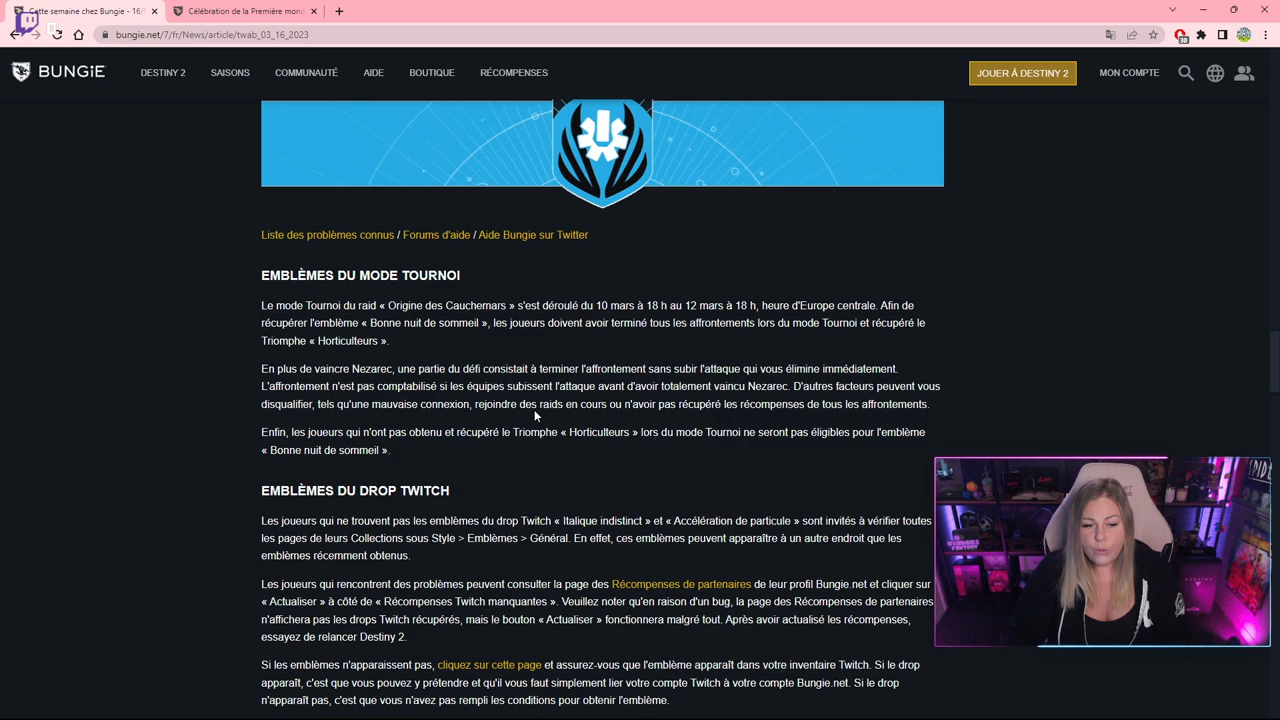 Cette semaine chez Bungie - 16/
Célébration de la Première mond
bungie.net/7/fr/News/article/twab_03_16_2023
BUNGiE
DESTINY 2
SAISONS
COMMUNAUTÉ
AIDE
BOUTIQUE
RÉCOMPENSES
JOUER À DESTINY 2
MON COMPTE
Liste des problèmes connus / Forums d'aide / Aide Bungie sur Twitter
EMBLÈMES DU MODE TOURNOI
Le mode Tournoi du raid « Origine des Cauchemars » s'est déroulé du 10 mars à 18 h au 12 mars à 18 h, heure d'Europe centrale. Afin de
récupérer l'emblème « Bonne nuit de sommeil », les joueurs doivent avoir terminé tous les affrontements lors du mode Tournoi et récupéré le
Triomphe « Horticulteurs ».
En plus de vaincre Nezarec, une partie du défi consistait à terminer l'affrontement sans subir l'attaque qui vous élimine immédiatement.
L'affrontement n'est pas comptabilisé si les équipes subissent l'attaque avant d'avoir totalement vaincu Nezarec. D'autres facteurs peuvent vous
disqualifier, tels qu'une mauvaise connexion, rejoindre des raids en cours ou n'avoir pas récupéré les récompenses de tous les affrontements.
Enfin, les joueurs qui n'ont pas obtenu et récupéré le Triomphe « Horticulteurs » lors du mode Tournoi ne seront pas éligibles pour l'emblème
« Bonne nuit de sommeil ».
EMBLÈMES DU DROP TWITCH
Les joueurs qui ne trouvent pas les emblèmes du drop Twitch « Italique indistinct » et « Accélération de particule » sont invités à vérifier toutes
les pages de leurs Collections sous Style > Emblèmes > Général. En effet, ces emblèmes peuvent apparaître à un autre endroit que les
emblèmes récemment obtenus.
Les joueurs qui rencontrent des problèmes peuvent consulter la page des Récompenses de partenaires de leur profil Bungie.net et cliquer sur
« Actualiser » à côté de « Récompenses Twitch manquantes ». Veuillez noter qu'en raison d'un bug, la page des Récompenses de partenaires
n'affichera pas les drops Twitch récupérés, mais le bouton « Actualiser » fonctionnera malgré tout. Après avoir actualisé les récompenses,
essayez de relancer Destiny 2.
Si les emblèmes n'apparaissent pas, cliquez sur cette page et assurez-vous que l'emblème apparaît dans votre inventaire Twitch. Si le drop
apparaît, c'est que vous pouvez y prétendre et qu'il vous faut simplement lier votre compte Twitch à votre compte Bungie.net. Si le drop
n'apparaît pas, c'est que vous n'avez pas rempli les conditions pour obtenir l'emblème.